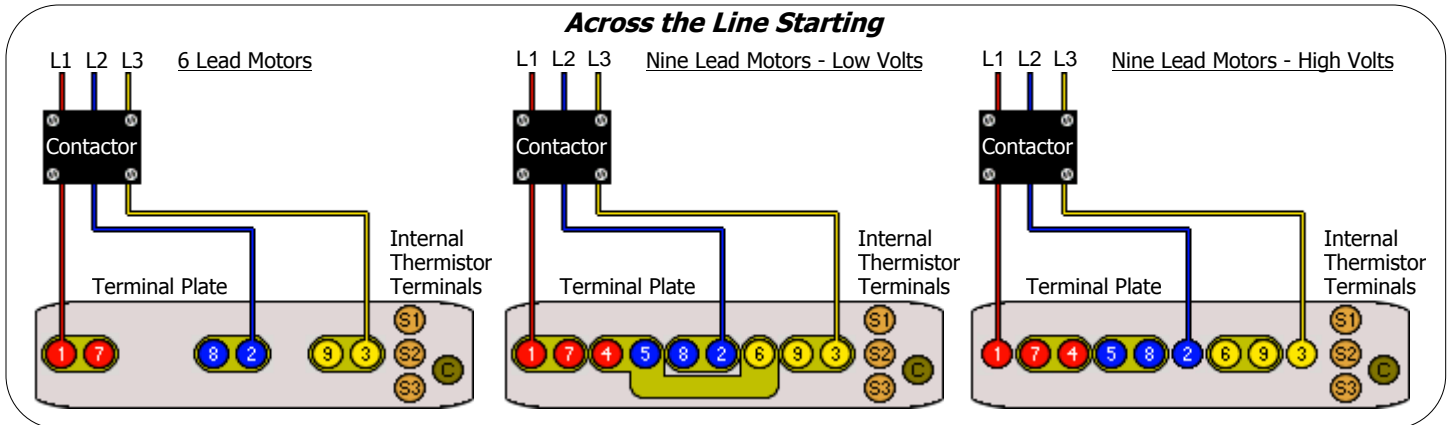 Across the Line Starting
L1 L2 L3 6 Lead Motors
Contactor
Internal
Thermistor
Terminals
Terminal Plate
1 7 8 2 9 3 S1 S2 S3 C
L1 L2 L3 Nine Lead Motors - Low Volts
Contactor
Internal
Thermistor
Terminals
Terminal Plate
1 7 4 5 8 2 6 9 3 S1 S2 S3 C
L1 L2 L3 Nine Lead Motors - High Volts
Contactor
Internal
Thermistor
Terminals
Terminal Plate
1 7 4 5 8 2 6 9 3 S1 S2 S3 C